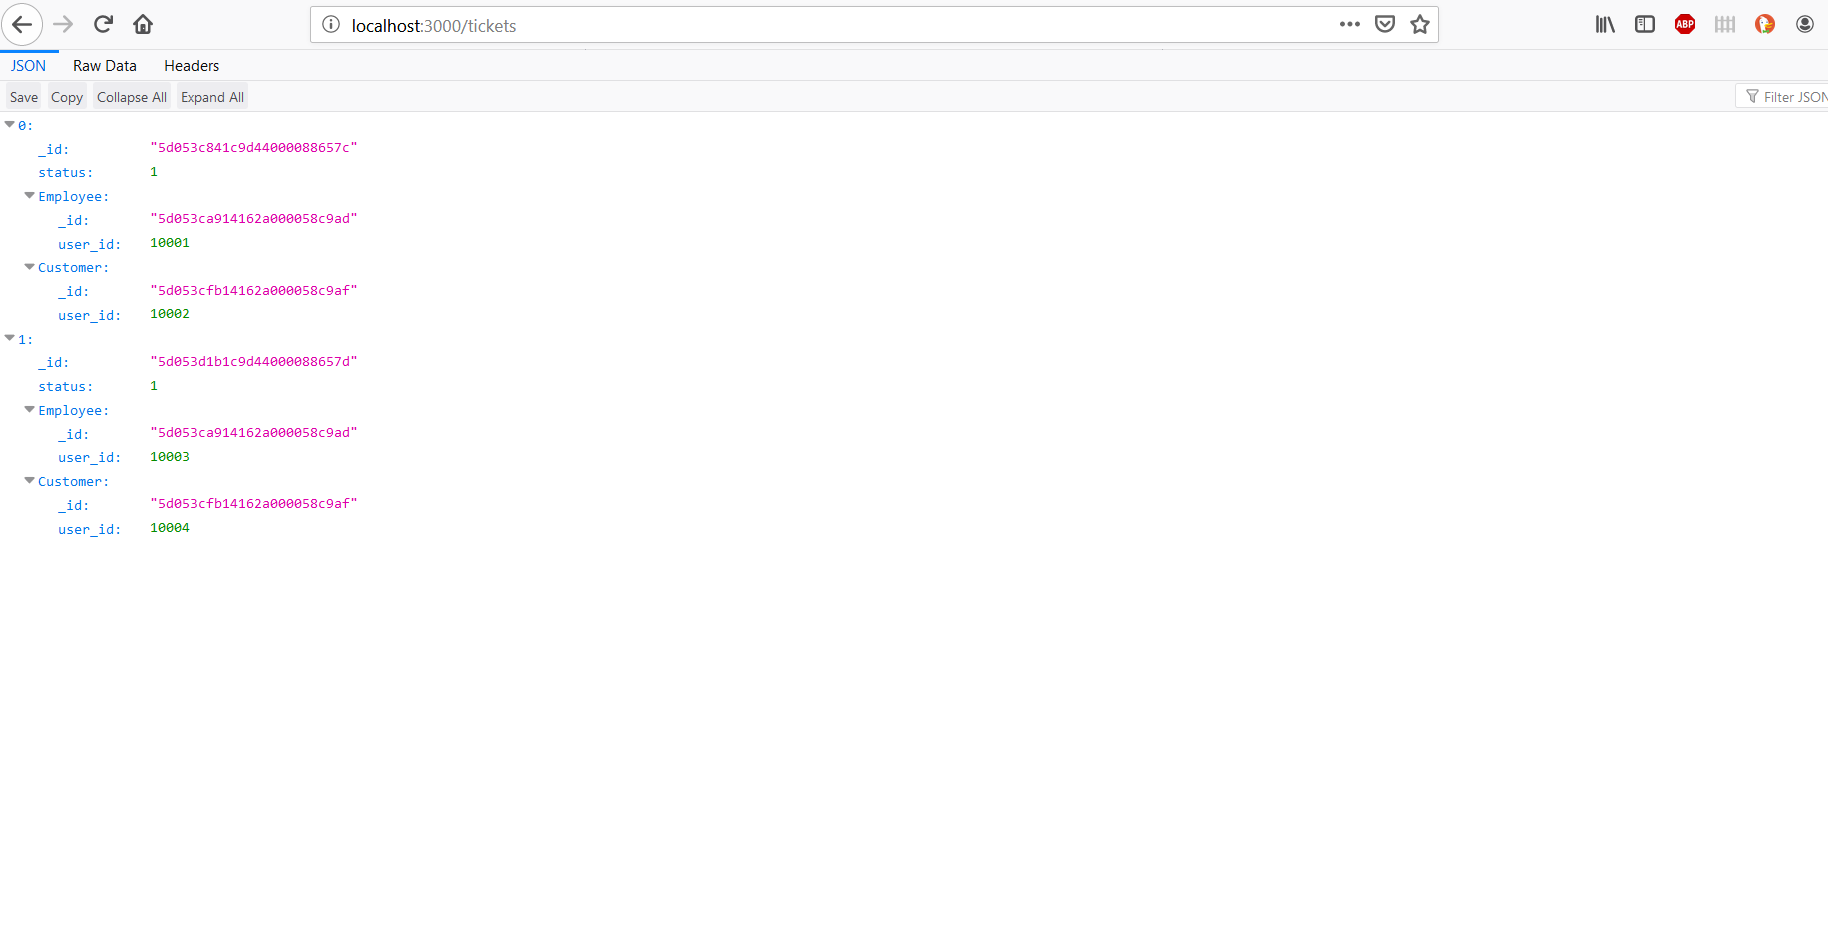 localhost:3000/tickets
ABP
JSON Raw Data Headers
Save Copy Collapse All Expand All Filter JSON
0:
_id: "5d053c841c9d44000088657c"
status: 1
Employee:
_id: "5d053ca914162a000058c9ad"
user_id: 10001
Customer:
_id: "5d053cfb14162a000058c9af"
user_id: 10002
1:
_id: "5d053d1b1c9d44000088657d"
status: 1
Employee:
_id: "5d053ca914162a000058c9ad"
user_id: 10003
Customer:
_id: "5d053cfb14162a000058c9af"
user_id: 10004